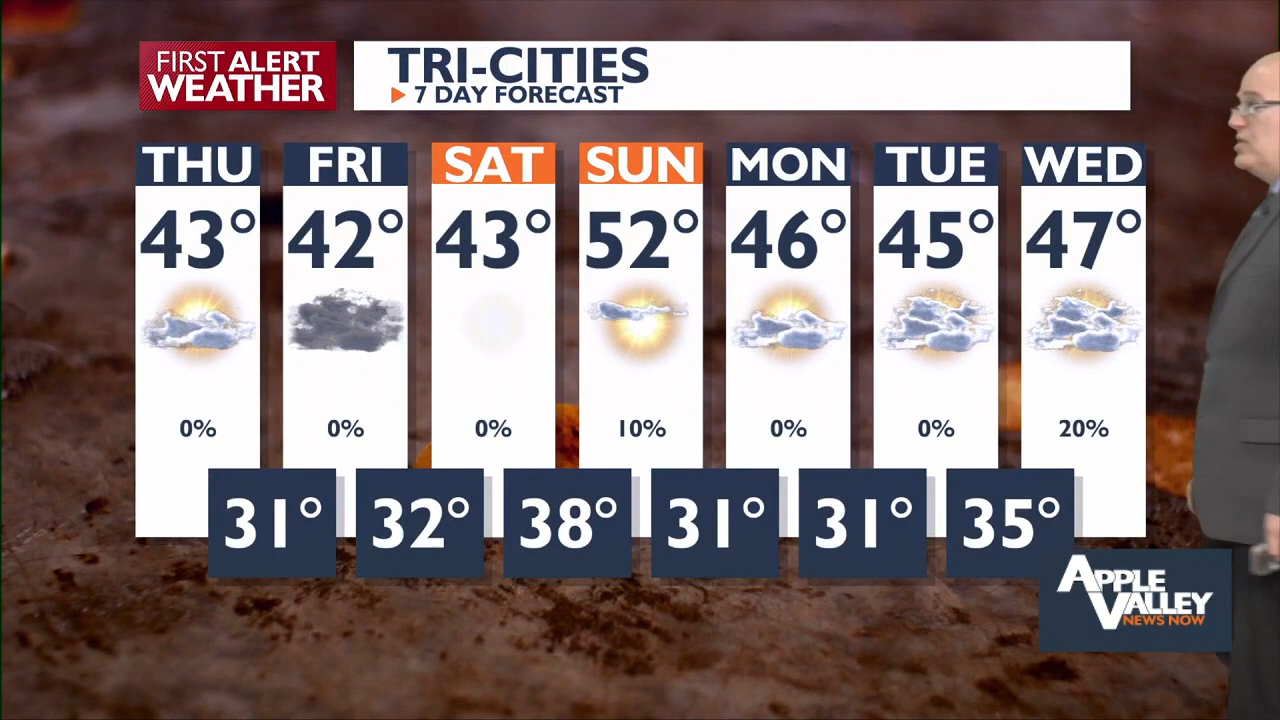 FIRST ALERT
WEATHER
TRI-CITIES
7 DAY FORECAST
THU FRI SAT SUN MON TUE WED
43° 42° 43° 52° 46° 45° 47°
0% 0% 0% 10% 0% 0% 20%
31° 32° 38° 31° 31° 35°
APPLE
VALLEY
NEWS NOW